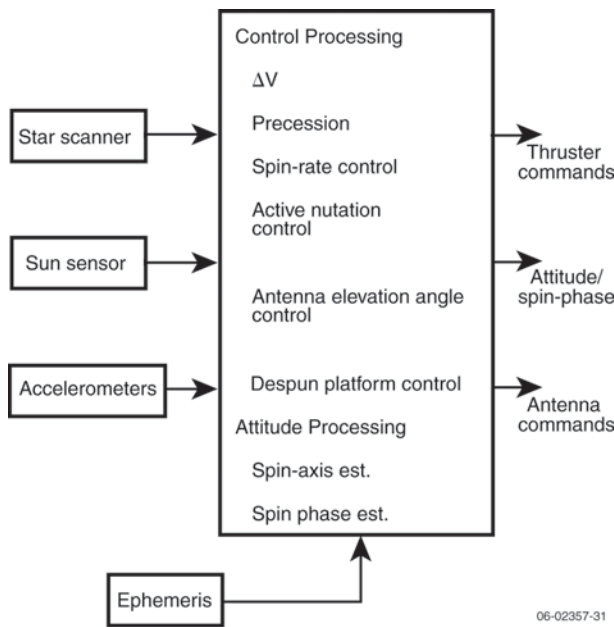 Control Processing
ΔV
Precession
Spin-rate control
Active nutation
control
Antenna elevation angle
control
Despun platform control
Attitude Processing
Spin-axis est.
Spin phase est.
Star scanner
Sun sensor
Accelerometers
Ephemeris
Thruster
commands
Attitude/
spin-phase
Antenna
commands
06-02357-31